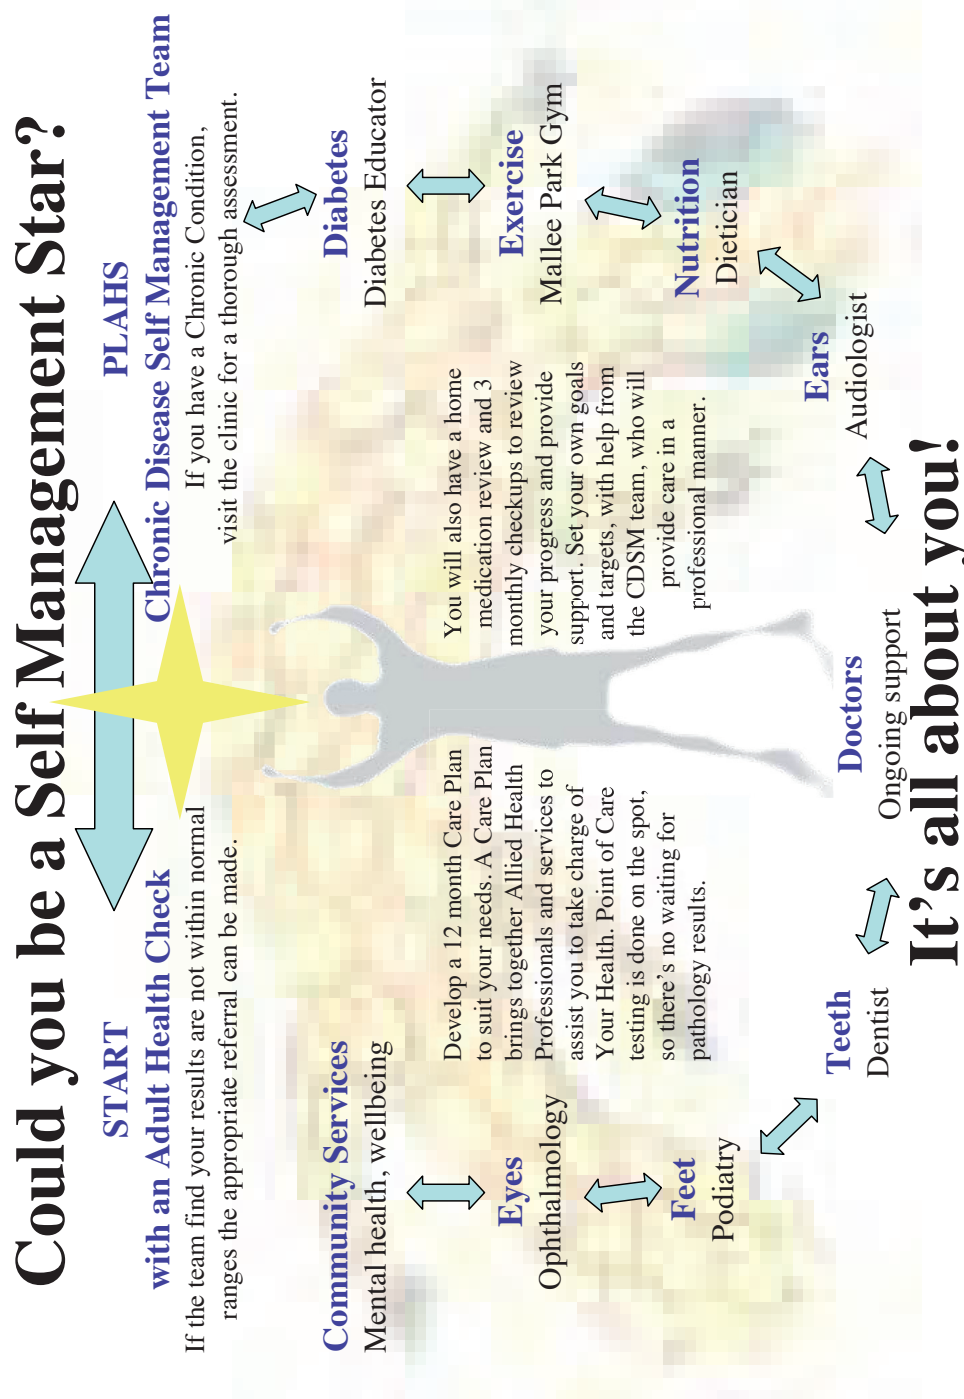 Could you be a Self Management Star?
START
with an Adult Health Check
If the team find your results are not within normal
ranges the appropriate referral can be made.
PLAHS
Chronic Disease Self Management Team
If you have a Chronic Condition,
visit the clinic for a thorough assessment.
Community Services
Mental health, wellbeing
Diabetes
Diabetes Educator
Develop a 12 month Care Plan
to suit your needs. A Care Plan
brings together Allied Health
Professionals and services to
assist you to take charge of
Your Health. Point of Care
testing is done on the spot,
so there's no waiting for
pathology results.
You will also have a home
medication review and 3
monthly checkups to review
your progress and provide
support. Set your own goals
and targets, with help from
the CDSM team, who will
provide care in a
professional manner.
Eyes
Ophthalmology
Exercise
Mallee Park Gym
Feet
Podiatry
Nutrition
Dietician
Teeth
Dentist
Doctors
Ongoing support
Ears
Audiologist
It's all about you!